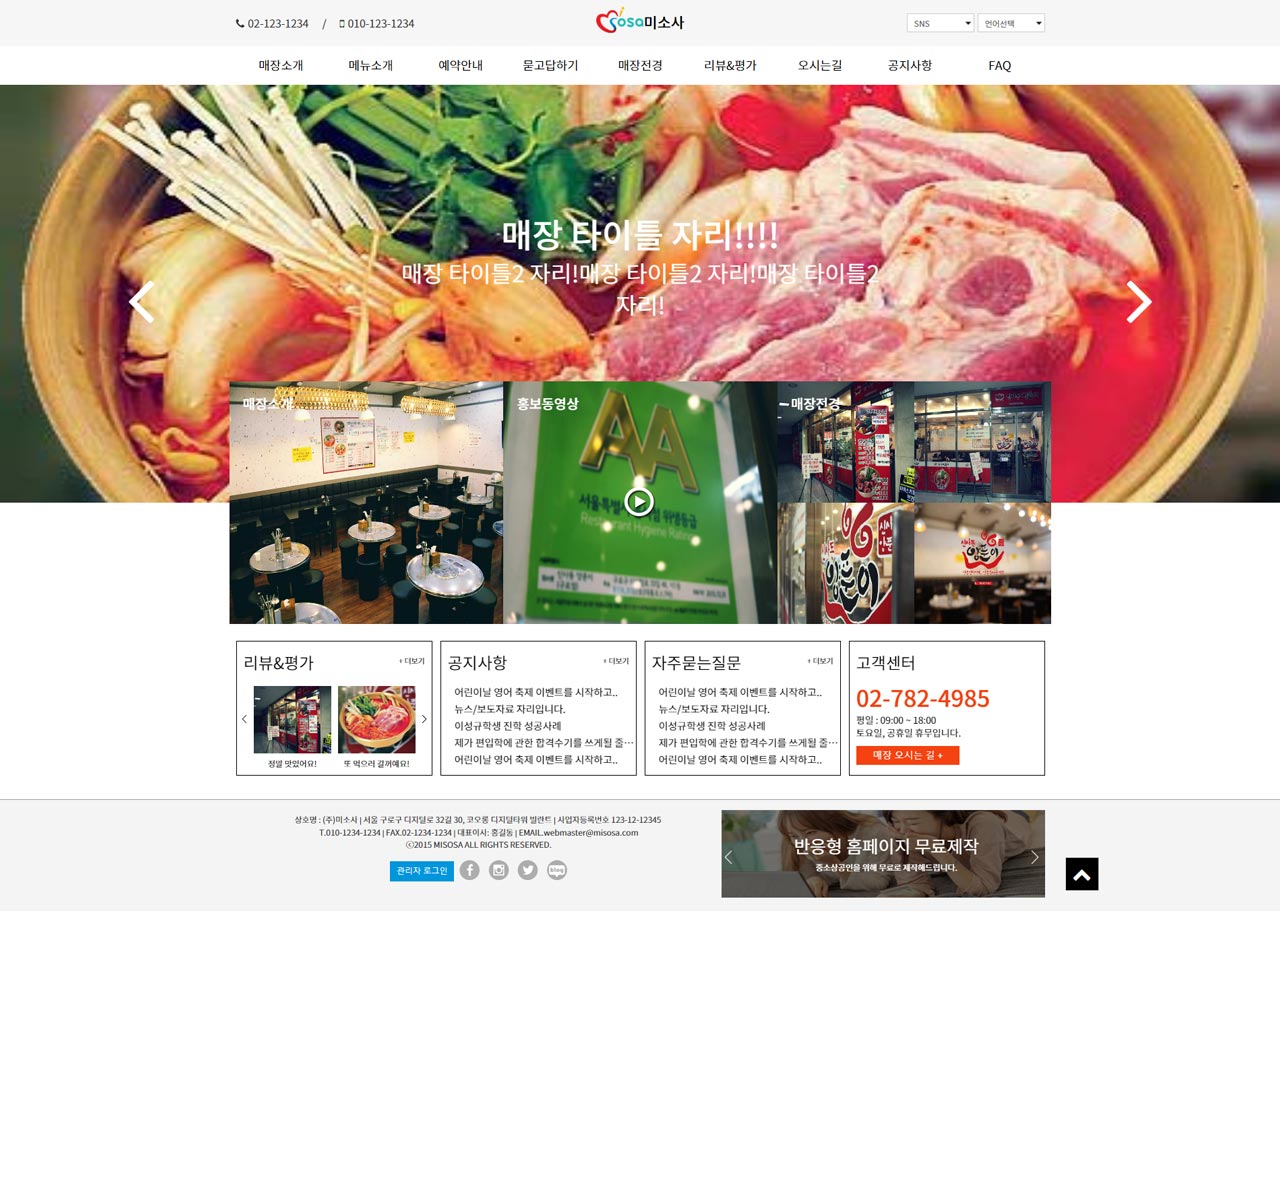 02-123-1234 / 010-123-1234
Sosa미소사
SNS 언어선택
매장소개 메뉴소개 예약안내 묻고답하기 매장전경 리뷰&평가 오시는길 공지사항 FAQ
매장 타이틀 자리!!!!
매장 타이틀2 자리!매장 타이틀2 자리!매장 타이틀2
자리!
매장소개 홍보동영상 매장전경
AA
Restaurant Hygiene Rating
리뷰&평가 + 더보기
정말 맛있어요! 또 먹으러 갈꺼예요!
공지사항 + 더보기
어린이날 영어 축제 이벤트를 시작하고..
뉴스/보도자료 자리입니다.
이성규학생 진학 성공사례
제가 편입학에 관한 합격수기를 쓰게될 줄…
어린이날 영어 축제 이벤트를 시작하고..
자주묻는질문 + 더보기
어린이날 영어 축제 이벤트를 시작하고..
뉴스/보도자료 자리입니다.
이성규학생 진학 성공사례
제가 편입학에 관한 합격수기를 쓰게될 줄…
어린이날 영어 축제 이벤트를 시작하고..
고객센터
02-782-4985
평일 : 09:00 ~ 18:00
토요일, 공휴일 휴무입니다.
매장 오시는 길 +
상호명 : (주)미소사 | 서울 구로구 디지털로 32길 30, 코오롱 디지털타워 빌란트 | 사업자등록번호 123-12-12345
T.010-1234-1234 | FAX.02-1234-1234 | 대표이사: 홍길동 | EMAIL.webmaster@misosa.com
ⓒ2015 MISOSA ALL RIGHTS RESERVED.
관리자 로그인
blog
반응형 홈페이지 무료제작
중소상공인을 위해 무료로 제작해드립니다.